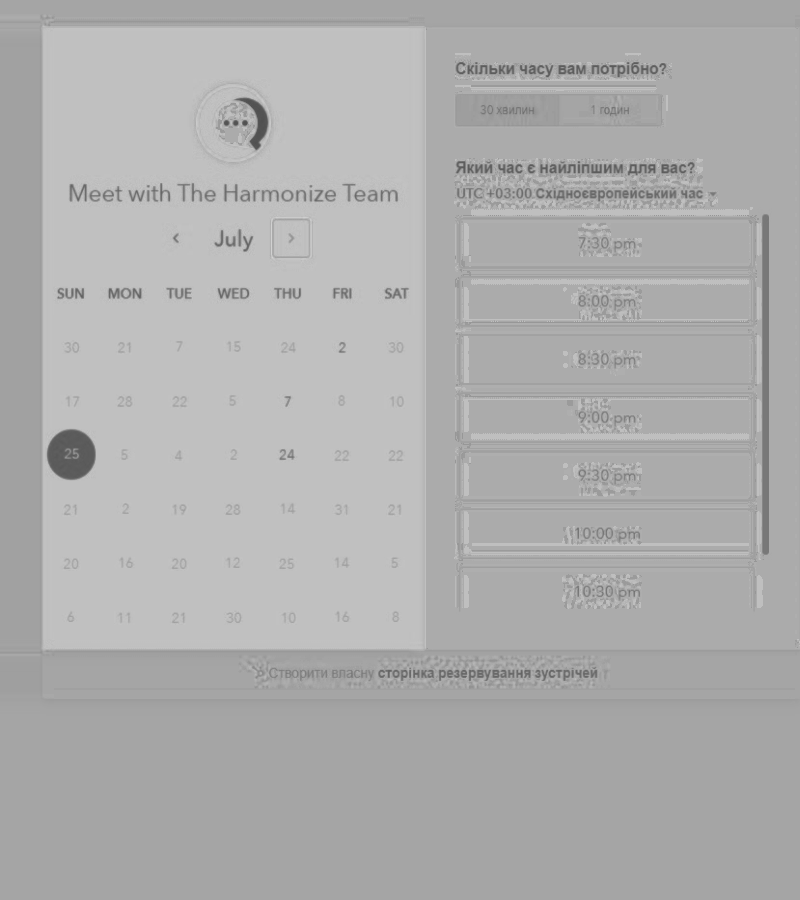 Meet with The Harmonize Team
July
SUN MON TUE WED THU FRI SAT
30 21 7 15 24 2 30
17 28 22 5 7 8 10
25 5 4 2 24 22 22
21 2 19 28 14 31 21
20 16 20 12 25 14 5
6 11 21 30 10 16 8
Скільки часу вам потрібно?
30 хвилин 1 годин
Який час є найліпшим для вас?
UTC +03:00 Східноєвропейський час
7:30 pm
8:00 pm
8:30 pm
9:00 pm
9:30 pm
10:00 pm
10:30 pm
Створити власну сторінка резервування зустрічей